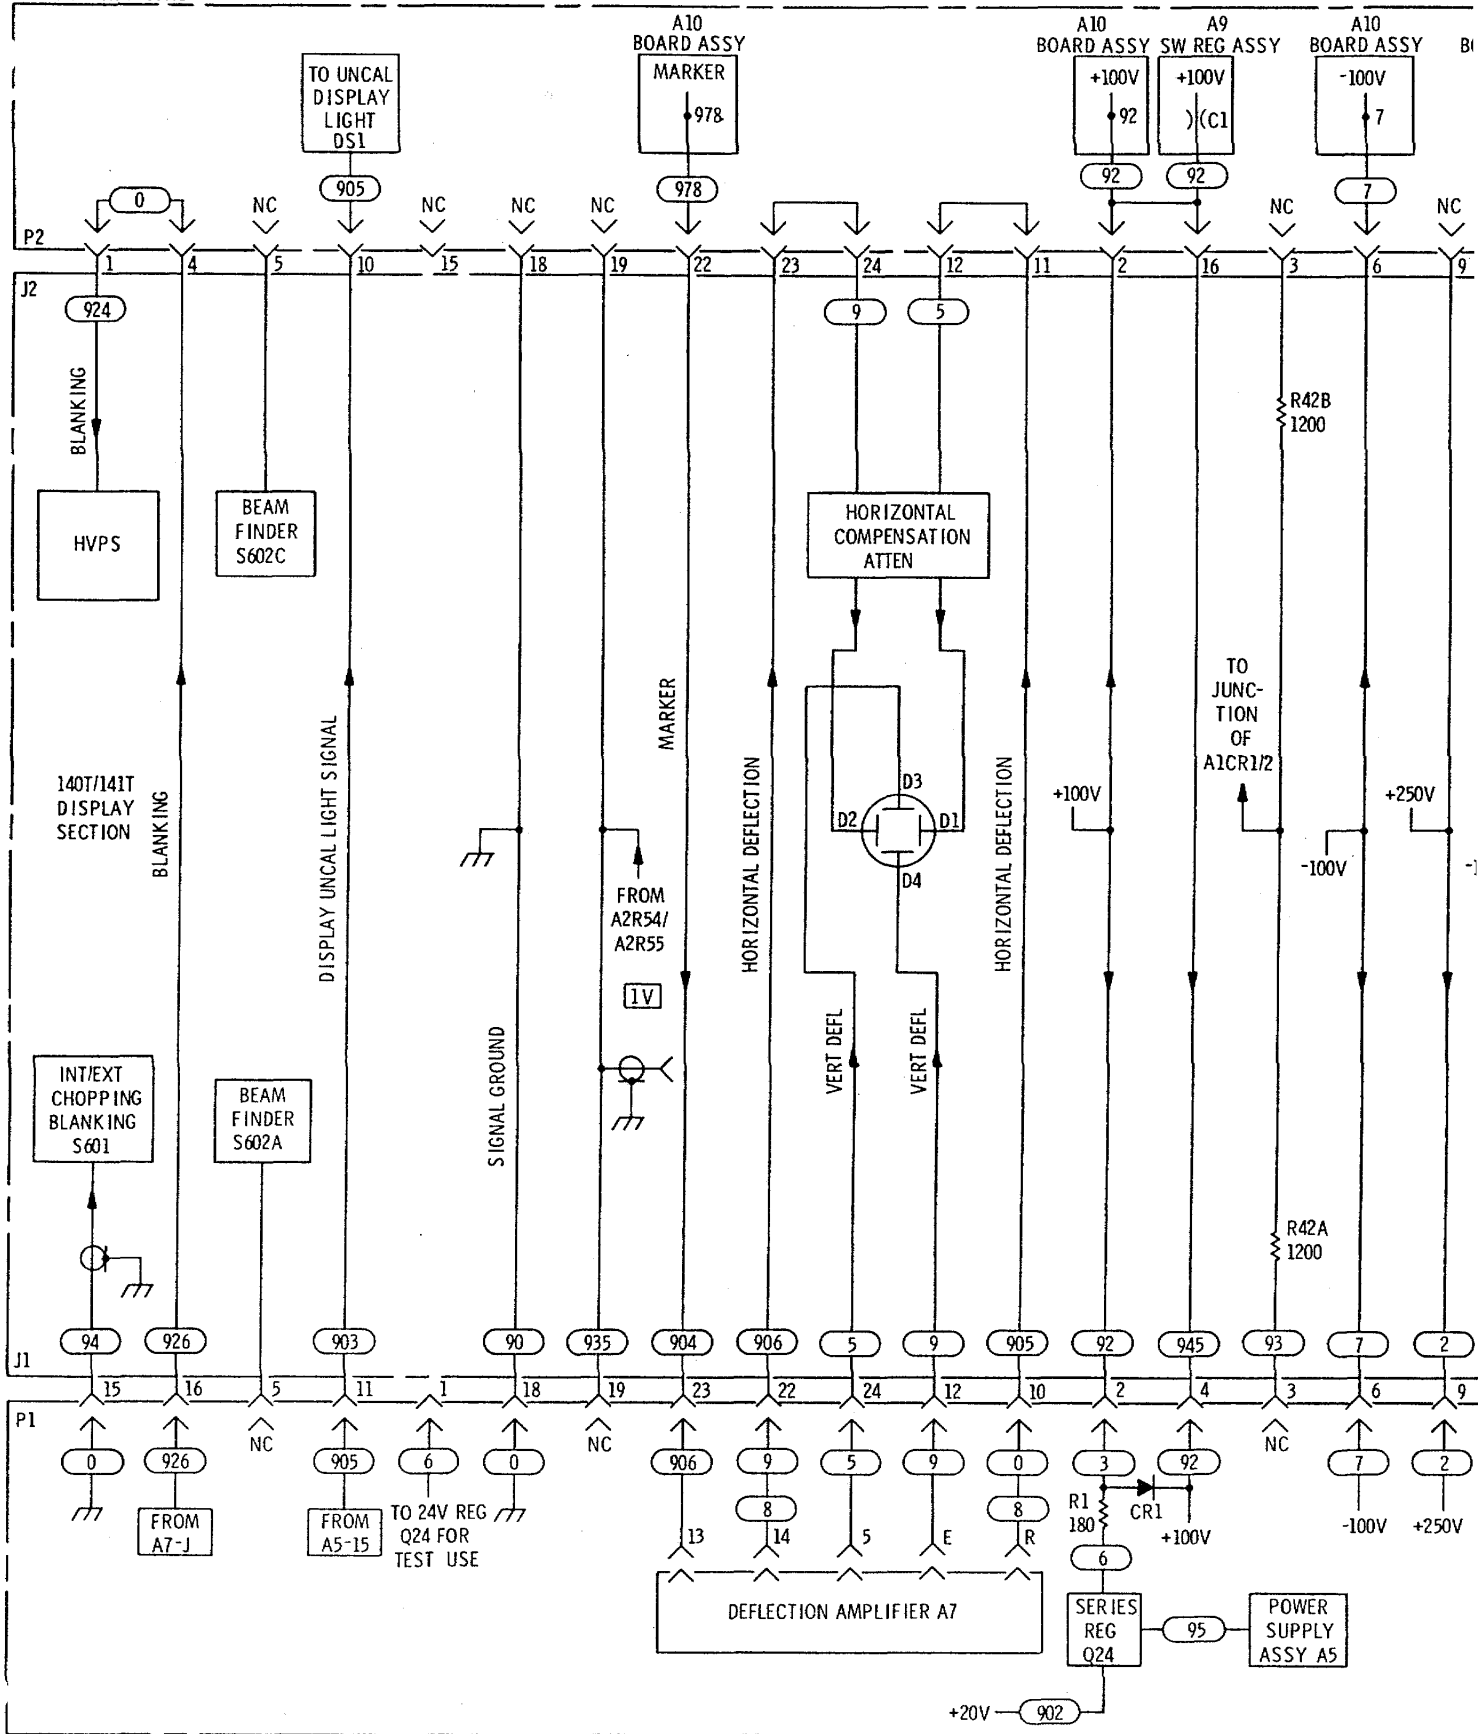 A10
BOARD ASSY
MARKER
978
TO UNCAL
DISPLAY
LIGHT
DS1
A10
BOARD ASSY
+100V
92
A9
SW REG ASSY
+100V
)(C1
A10
BOARD ASSY
-100V
7
0
NC
905
NC
NC
NC
978
92
92
NC
7
NC
P2
1
4
5
10
15
18
19
22
23
24
12
11
2
16
3
6
9
J2
924
9
5
BLANKING
R42B
1200
HVPS
BEAM
FINDER
S602C
HORIZONTAL
COMPENSATION
ATTEN
140T/141T
DISPLAY
SECTION
BLANKING
DISPLAY UNCAL LIGHT SIGNAL
MARKER
HORIZONTAL DEFLECTION
D3
D2
D1
D4
HORIZONTAL DEFLECTION
+100V
TO
JUNC-
TION
OF
A1CR1/2
-100V
+250V
FROM
A2R54/
A2R55
1V
SIGNAL GROUND
VERT DEFL
VERT DEFL
INT/EXT
CHOPPING
BLANKING
S601
BEAM
FINDER
S602A
R42A
1200
94
926
903
90
935
904
906
5
9
905
92
945
93
7
2
J1
15
16
5
11
1
18
19
23
22
24
12
10
2
4
3
6
9
P1
0
926
NC
905
6
0
NC
906
9
5
9
0
3
92
NC
7
2
FROM
A7-J
FROM
A5-15
TO 24V REG
Q24 FOR
TEST USE
8
8
R1
180
CR1
+100V
-100V
+250V
13
14
5
E
R
6
DEFLECTION AMPLIFIER A7
SERIES
REG
Q24
95
POWER
SUPPLY
ASSY A5
+20V
902